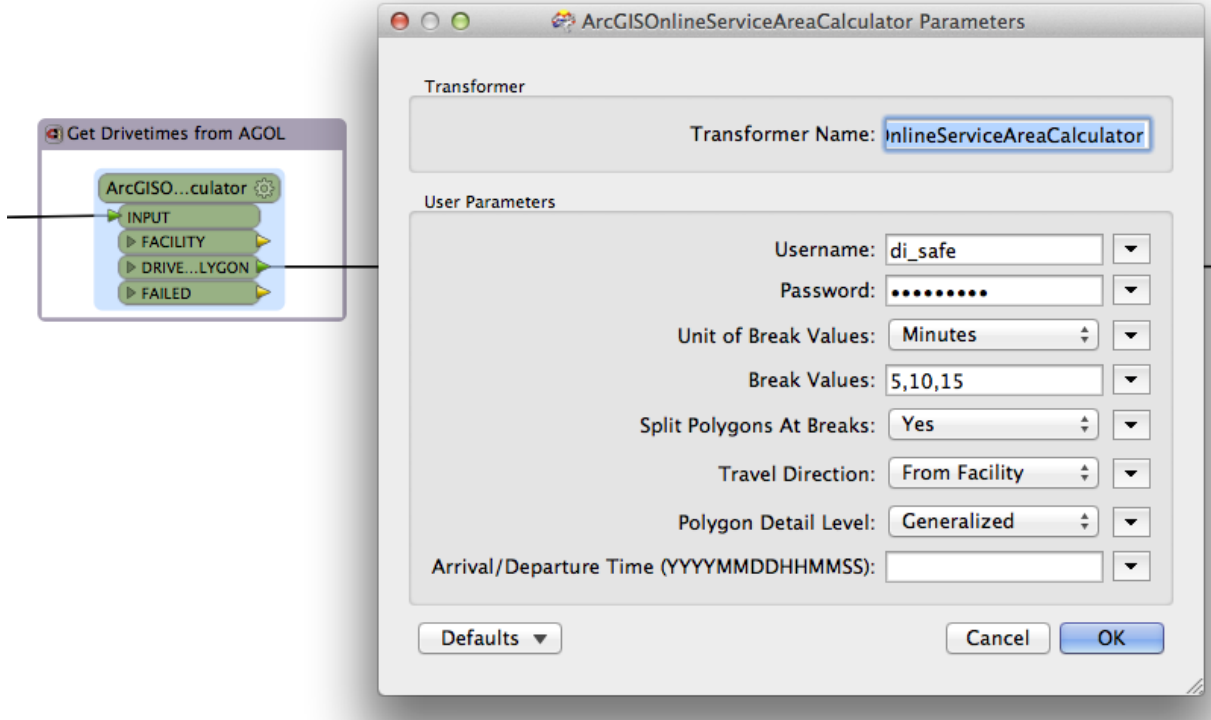 ArcGISOnlineServiceAreaCalculator Parameters
Get Drivetimes from AGOL
ArcGISO...culator
INPUT
FACILITY
DRIVE...LYGON
FAILED
Transformer
Transformer Name: nlineServiceAreaCalculator
User Parameters
Username: di_safe
Password: •••••••••
Unit of Break Values: Minutes
Break Values: 5,10,15
Split Polygons At Breaks: Yes
Travel Direction: From Facility
Polygon Detail Level: Generalized
Arrival/Departure Time (YYYYMMDDHHMMSS):
Defaults
Cancel
OK